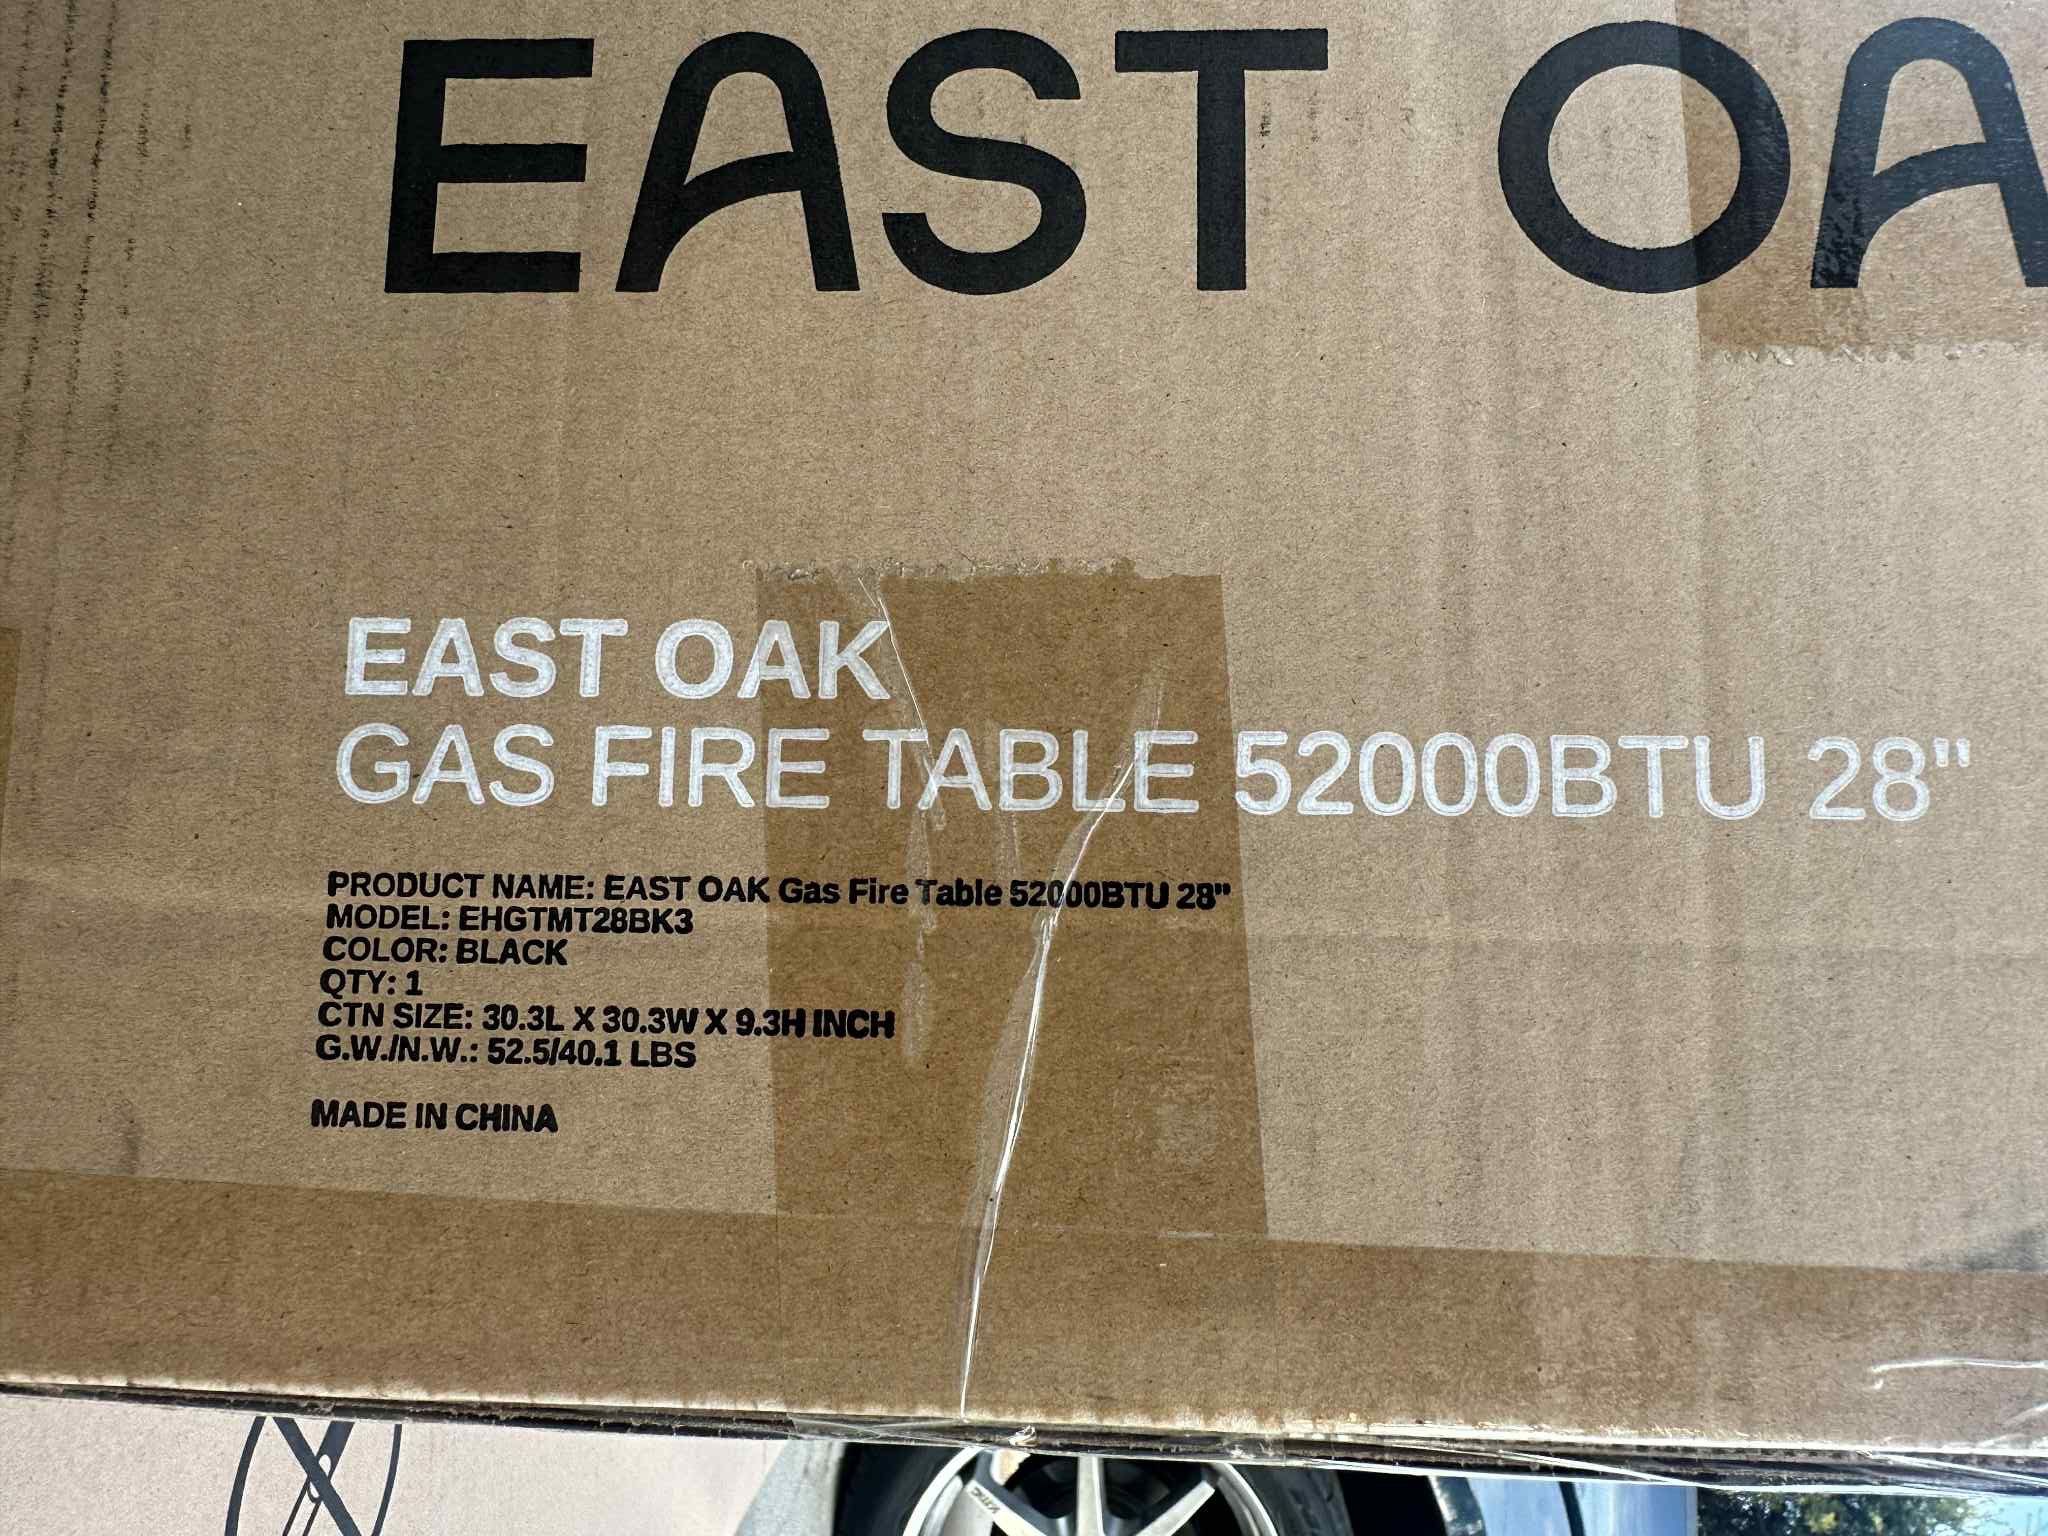 EAST OA
EAST OAK
GAS FIRE TABLE 52000BTU 28"
PRODUCT NAME: EAST OAK Gas Fire Table 52000BTU 28"
MODEL: EHGTMT28BK3
COLOR: BLACK
QTY: 1
CTN SIZE: 30.3L X 30.3W X 9.3H INCH
G.W./N.W.: 52.5/40.1 LBS
MADE IN CHINA